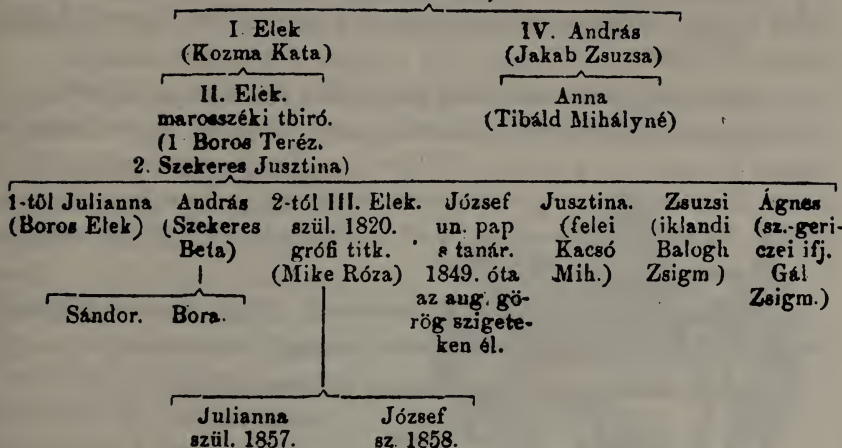 I. Elek
(Kozma Kata)
IV. András
(Jakab Zsuzsa)
II. Elek.
marosszéki tbiró.
(1 Boros Teréz.
2. Szekeres Jusztina)
Anna
(Tibáld Mihályné)
1-től Julianna
(Boros Elek)
András
(Szekeres
Beta)
2-tól III. Elek.
szül. 1820.
grófi titk.
(Mike Róza)
József
un. pap
s tanár.
1849. óta
az ang. gö-
rög szigete-
ken él.
Jusztina.
(felei
Kacsó
Mih.)
Zsuzsi
(iklandi
Balogh
Zsigm )
Ágnes
(sz.-geri-
czei ifj.
Gál
Zsigm.)
Sándor. Bora.
Julianna
szül. 1857.
József
sz. 1858.